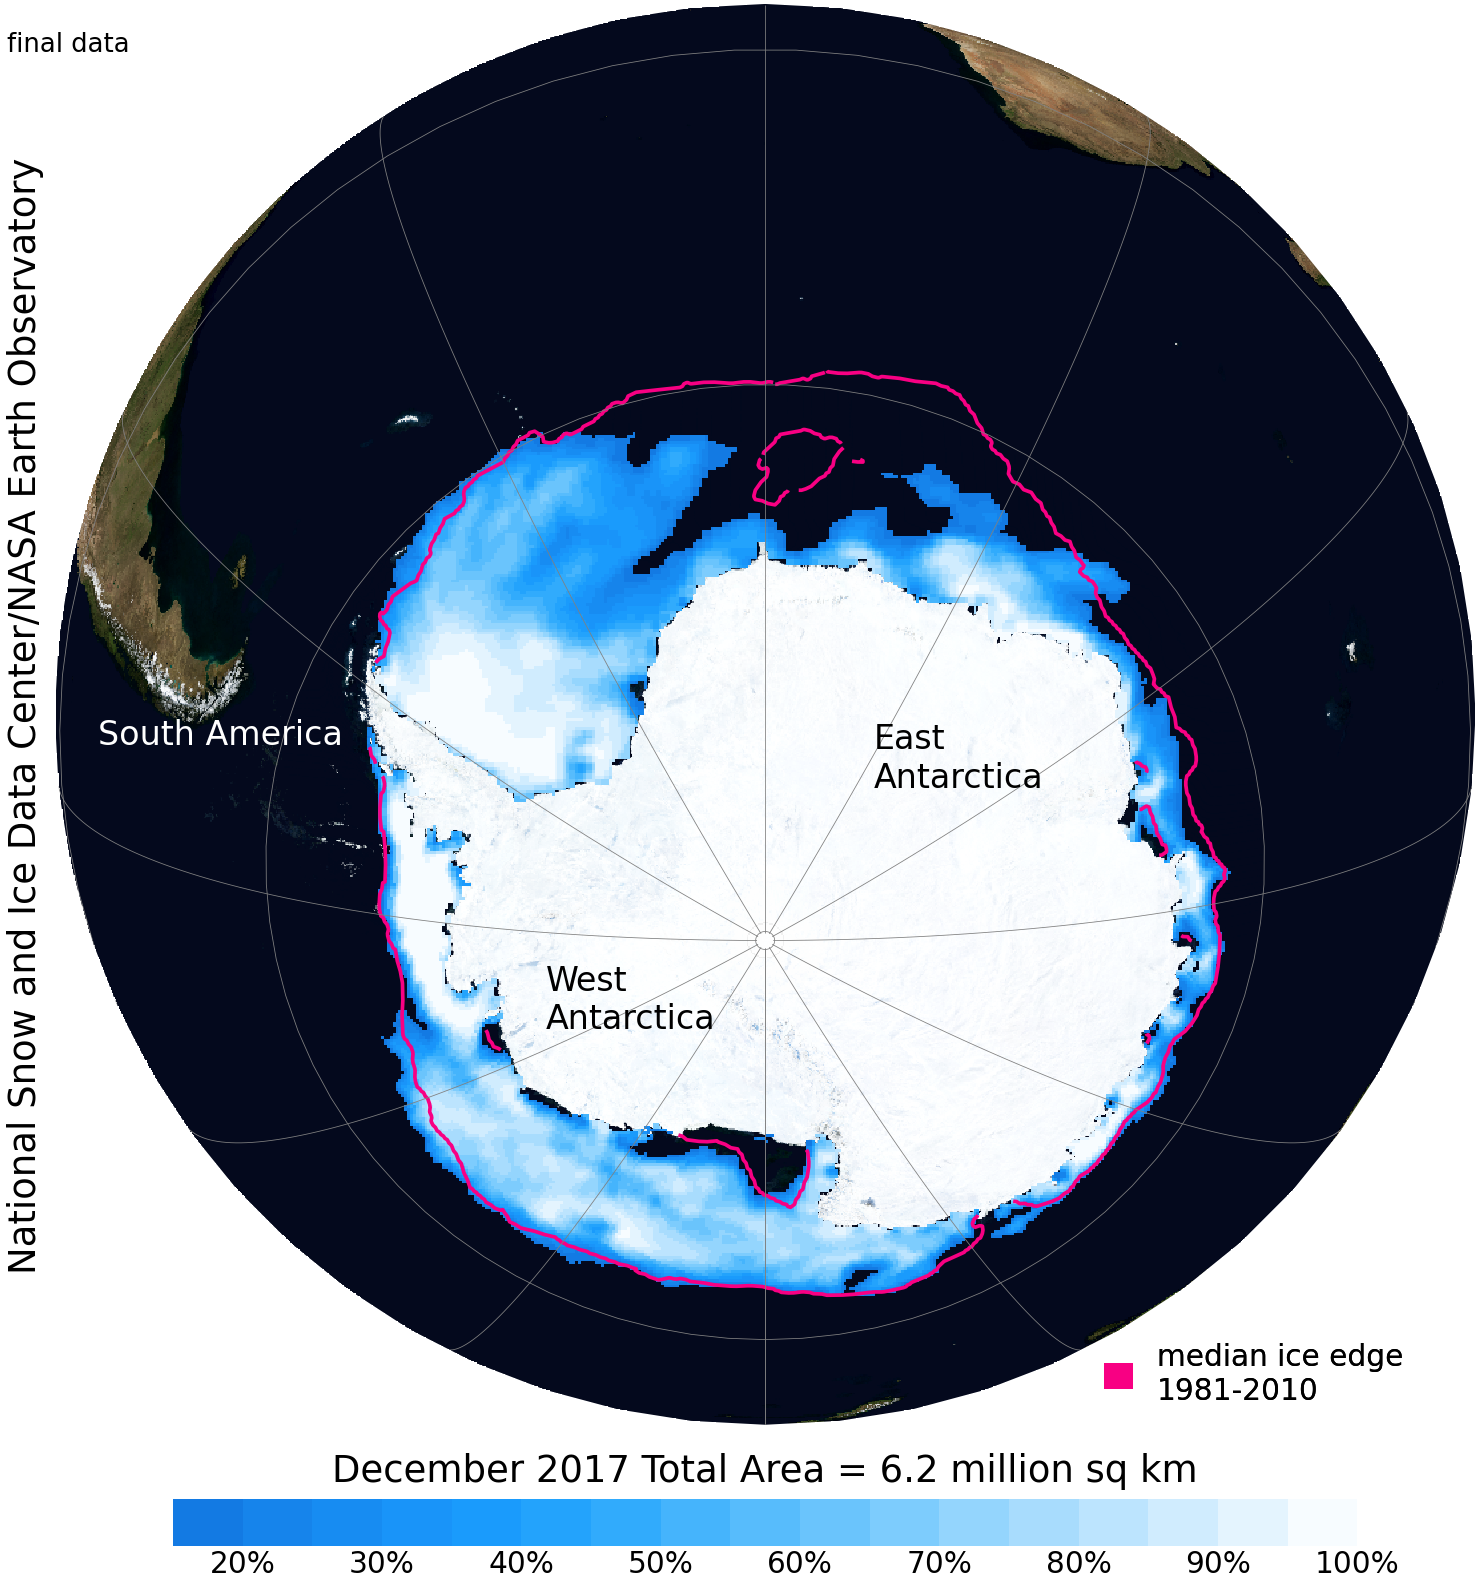 final data
National Snow and Ice Data Center/NASA Earth Observatory
South America
East
Antarctica
West
Antarctica
median ice edge
1981-2010
December 2017 Total Area = 6.2 million sq km
20% 30% 40% 50% 60% 70% 80% 90% 100%